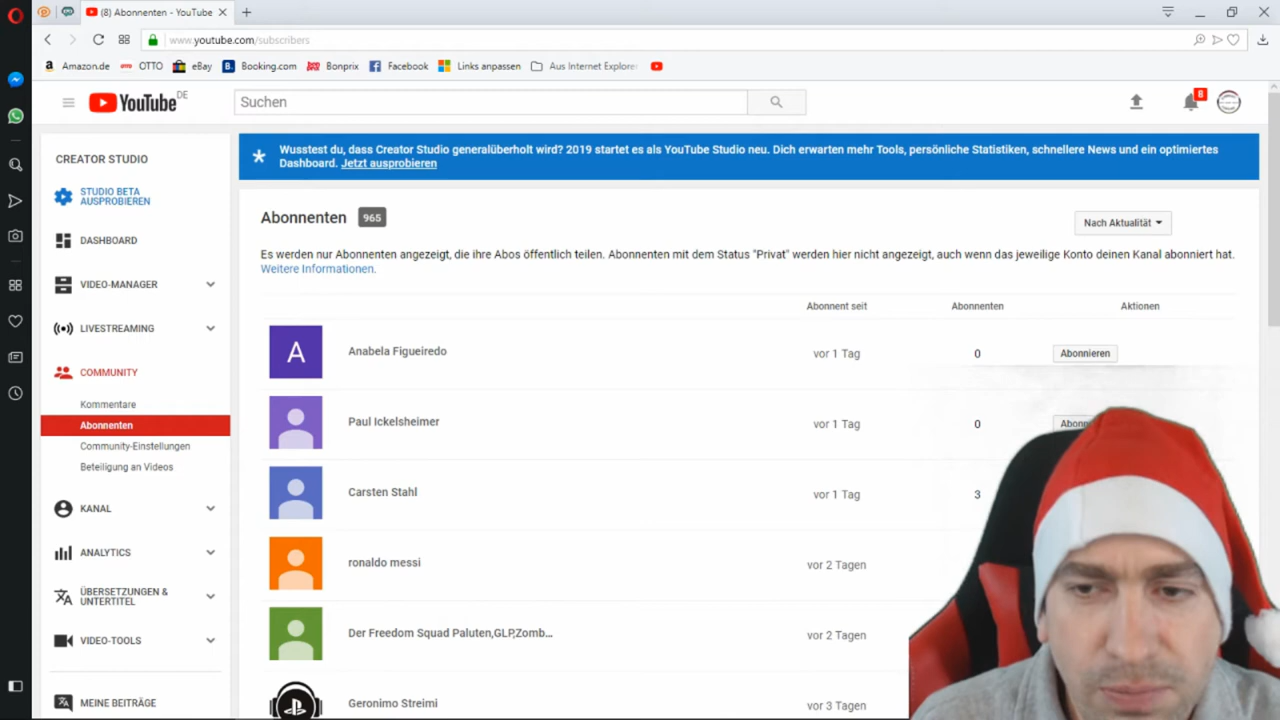 (8) Abonnenten - YouTube
www.youtube.com/subscribers
Amazon.de OTTO eBay B Booking.com Bonprix Facebook Links anpassen Aus Internet Explorer
YouTube DE
Suchen
8
CREATOR STUDIO
STUDIO BETA
AUSPROBIEREN
DASHBOARD
VIDEO-MANAGER
LIVESTREAMING
COMMUNITY
Kommentare
Abonnenten
Community-Einstellungen
Beteiligung an Videos
KANAL
ANALYTICS
ÜBERSETZUNGEN &
UNTERTITEL
VIDEO-TOOLS
MEINE BEITRÄGE
Wusstest du, dass Creator Studio generalüberholt wird? 2019 startet es als YouTube Studio neu. Dich erwarten mehr Tools, persönliche Statistiken, schnellere News und ein optimiertes
Dashboard. Jetzt ausprobieren
Abonnenten 965
Nach Aktualität
Es werden nur Abonnenten angezeigt, die ihre Abos öffentlich teilen. Abonnenten mit dem Status "Privat" werden hier nicht angezeigt, auch wenn das jeweilige Konto deinen Kanal abonniert hat.
Weitere Informationen.
Abonnent seit Abonnenten Aktionen
A Anabela Figueiredo vor 1 Tag 0 Abonnieren
Paul Ickelsheimer vor 1 Tag 0
Carsten Stahl vor 1 Tag 3
ronaldo messi vor 2 Tagen
Der Freedom Squad Paluten,GLP,Zomb... vor 2 Tagen
Geronimo Streimi vor 3 Tagen